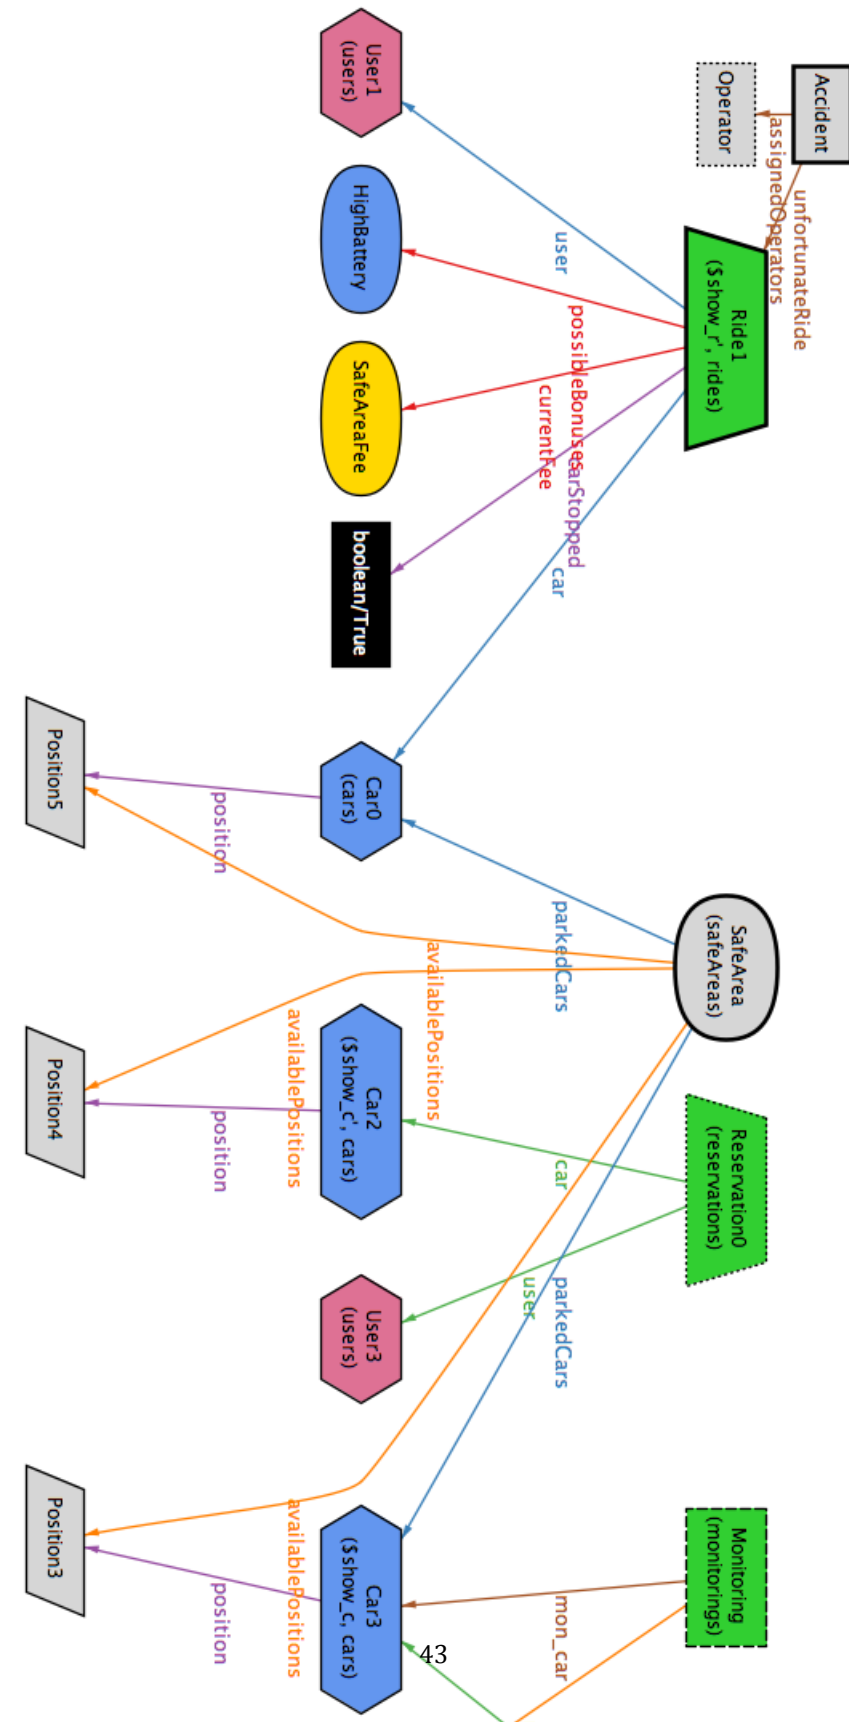 Accident
Operator
assignedOperators
unfortunateRide
Ride1
($show_r', rides)
SafeArea
(safeAreas)
Reservation0
(reservations)
Monitoring
(monitorings)
user
possibleBonuses
currentFee
carStopped
car
parkedCars
availablePositions
car
user
parkedCars
mon_car
User1
(users)
HighBattery
SafeAreaFee
boolean/True
Car0
(cars)
availablePositions
Car2
($show_c', cars)
User3
(users)
availablePositions
Car3
($show_c, cars)
position
position
position
Position5
Position4
Position3
43